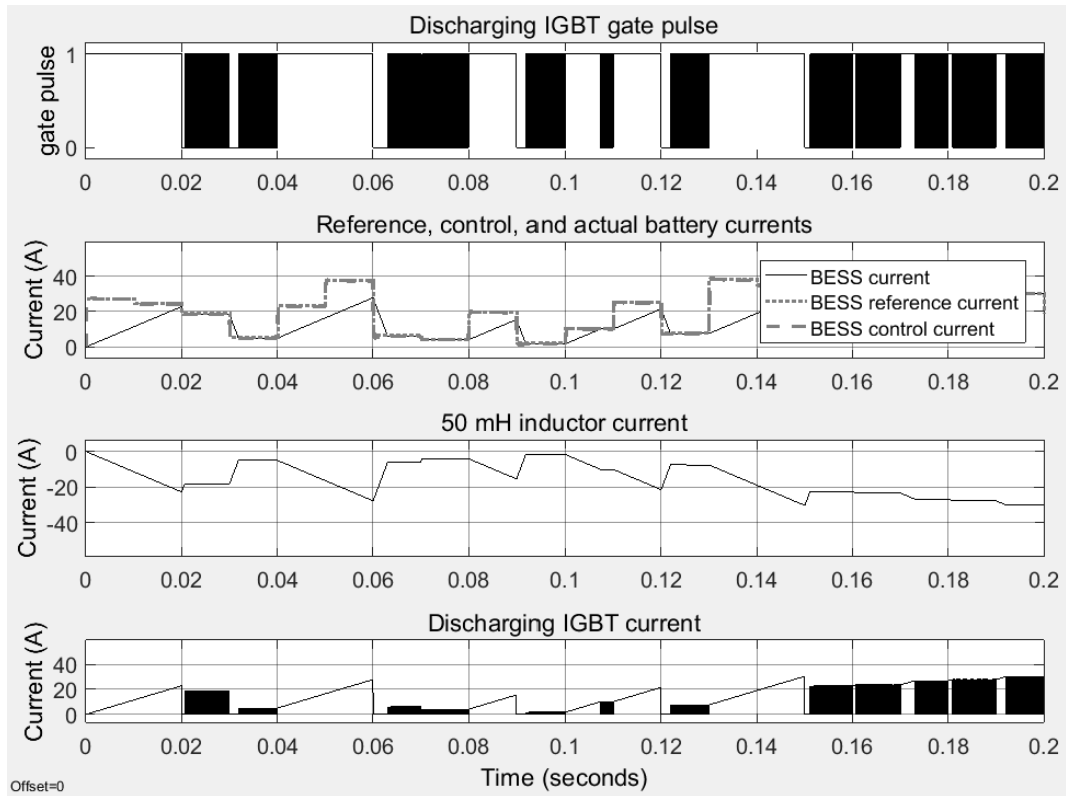 Discharging IGBT gate pulse
gate pulse
1
0
0 0.02 0.04 0.06 0.08 0.1 0.12 0.14 0.16 0.18 0.2
Reference, control, and actual battery currents
Current (A)
40
20
0
BESS current
BESS reference current
BESS control current
0 0.02 0.04 0.06 0.08 0.1 0.12 0.14 0.16 0.18 0.2
50 mH inductor current
Current (A)
0
-20
-40
0 0.02 0.04 0.06 0.08 0.1 0.12 0.14 0.16 0.18 0.2
Discharging IGBT current
Current (A)
40
20
0
0 0.02 0.04 0.06 0.08 0.1 0.12 0.14 0.16 0.18 0.2
Time (seconds)
Offset=0